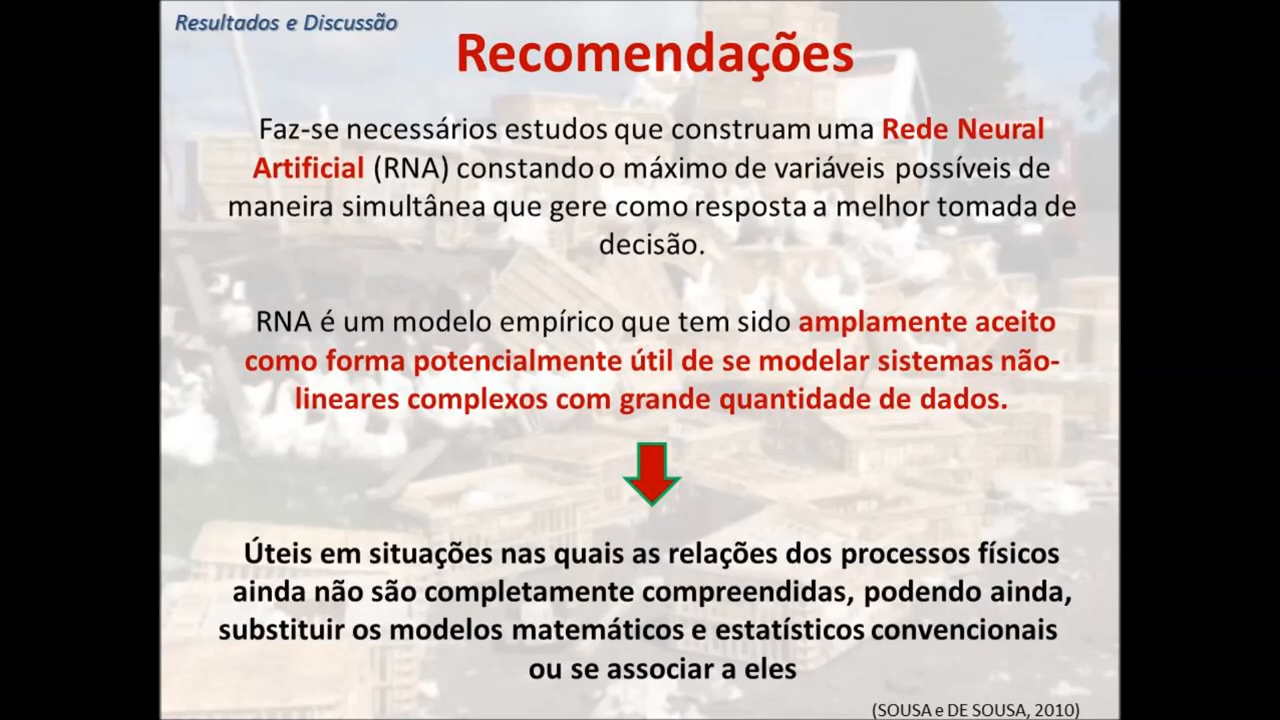 Resultados e Discussão
Recomendações
Faz-se necessários estudos que construam uma Rede Neural
Artificial (RNA) constando o máximo de variáveis possíveis de
maneira simultânea que gere como resposta a melhor tomada de
decisão.
RNA é um modelo empírico que tem sido amplamente aceito
como forma potencialmente útil de se modelar sistemas não-
lineares complexos com grande quantidade de dados.
Úteis em situações nas quais as relações dos processos físicos
ainda não são completamente compreendidas, podendo ainda,
substituir os modelos matemáticos e estatísticos convencionais
ou se associar a eles
(SOUSA e DE SOUSA, 2010)